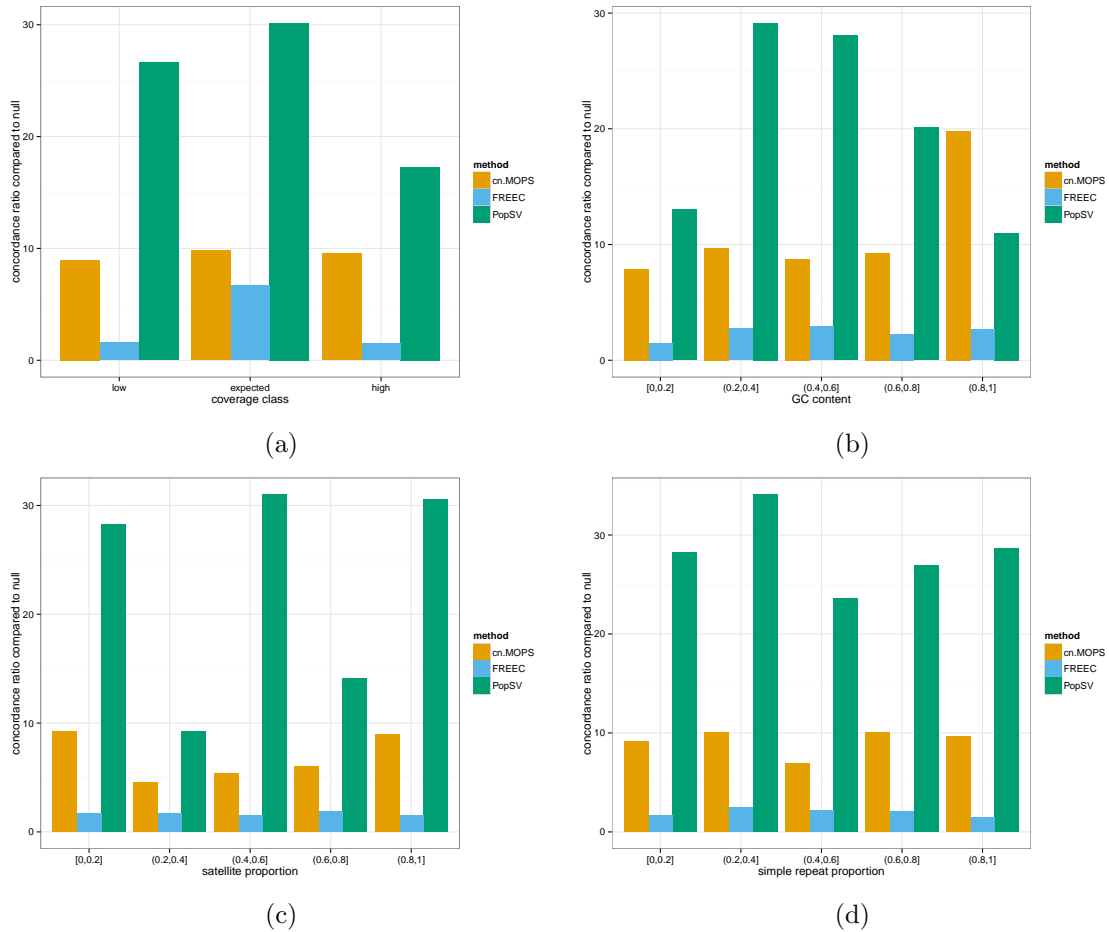 concordance ratio compared to null
30
20
10
0
low expected high
coverage class
method
cn.MOPS
FREEC
PopSV
(a)
concordance ratio compared to null
30
20
10
0
[0,0.2] (0.2,0.4] (0.4,0.6] (0.6,0.8] (0.8,1]
GC content
method
cn.MOPS
FREEC
PopSV
(b)
concordance ratio compared to null
30
20
10
0
[0,0.2] (0.2,0.4] (0.4,0.6] (0.6,0.8] (0.8,1]
satellite proportion
method
cn.MOPS
FREEC
PopSV
(c)
concordance ratio compared to null
30
20
10
0
[0,0.2] (0.2,0.4] (0.4,0.6] (0.6,0.8] (0.8,1]
simple repeat proportion
method
cn.MOPS
FREEC
PopSV
(d)